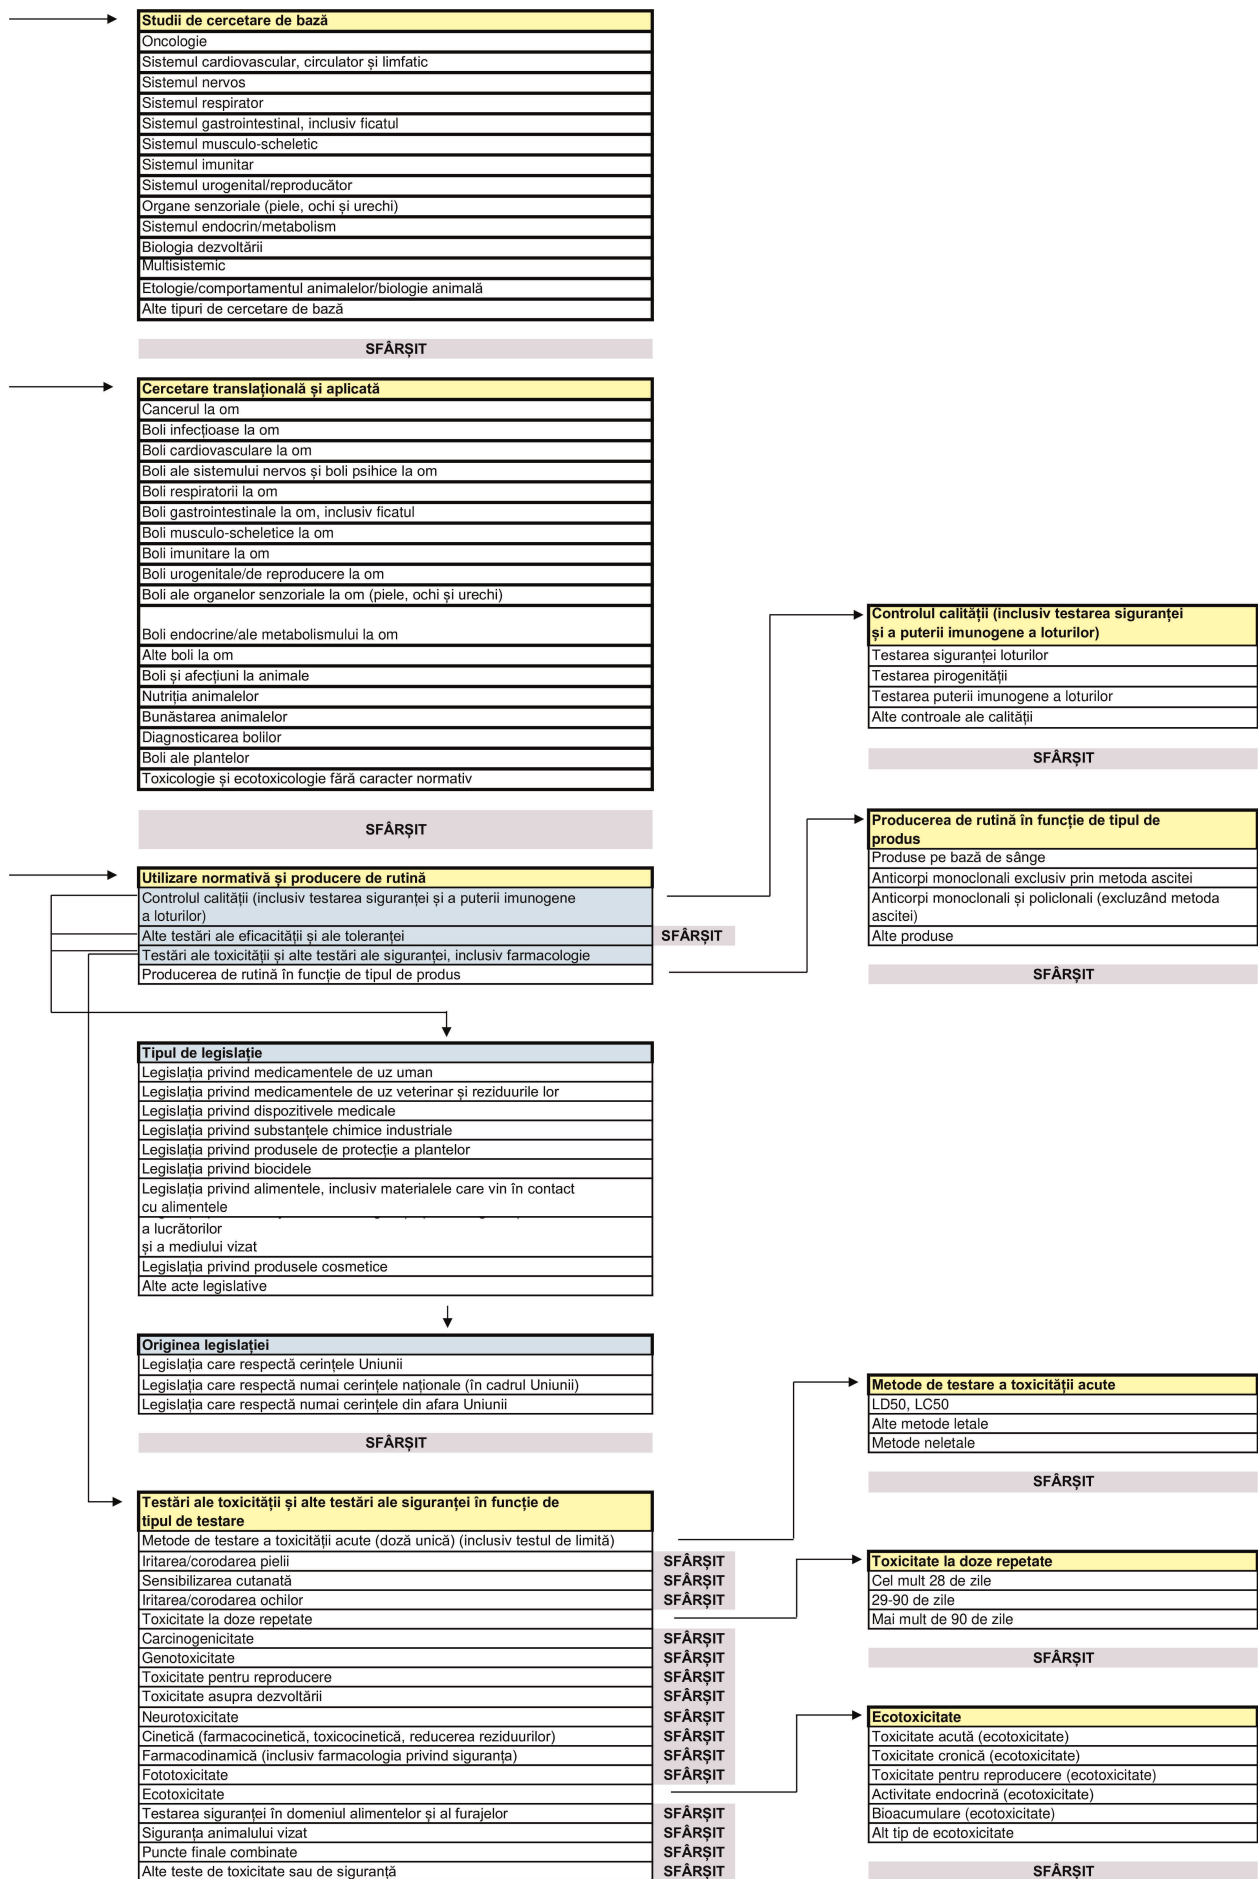 Studii de cercetare de bază
Oncologie
Sistemul cardiovascular, circulator și limfatic
Sistemul nervos
Sistemul respirator
Sistemul gastrointestinal, inclusiv ficatul
Sistemul musculo-scheletic
Sistemul imunitar
Sistemul urogenital/reproducător
Organe senzoriale (piele, ochi și urechi)
Sistemul endocrin/metabolism
Biologia dezvoltării
Multisistemic
Etologie/comportamentul animalelor/biologie animală
Alte tipuri de cercetare de bază
SFÂRȘIT
Cercetare translațională și aplicată
Cancerul la om
Boli infecțioase la om
Boli cardiovasculare la om
Boli ale sistemului nervos și boli psihice la om
Boli respiratorii la om
Boli gastrointestinale la om, inclusiv ficatul
Boli musculo-scheletice la om
Boli imunitare la om
Boli urogenitale/de reproducere la om
Boli ale organelor senzoriale la om (piele, ochi și urechi)
Boli endocrine/ale metabolismului la om
Alte boli la om
Boli și afecțiuni la animale
Nutriția animalelor
Bunăstarea animalelor
Diagnosticarea bolilor
Boli ale plantelor
Toxicologie și ecotoxicologie fără caracter normativ
SFÂRȘIT
Controlul calității (inclusiv testarea siguranței
și a puterii imunogene a loturilor)
Testarea siguranței loturilor
Testarea pirogenității
Testarea puterii imunogene a loturilor
Alte controale ale calității
SFÂRȘIT
Producerea de rutină în funcție de tipul de
produs
Produse pe bază de sânge
Anticorpi monoclonali exclusiv prin metoda ascitei
Anticorpi monoclonali și policlonali (excluzând metoda
ascitei)
Alte produse
SFÂRȘIT
Utilizare normativă și producere de rutină
Controlul calității (inclusiv testarea siguranței și a puterii imunogene
a loturilor)
Alte testări ale eficacității și ale toleranței SFÂRȘIT
Testări ale toxicității și alte testări ale siguranței, inclusiv farmacologie
Producerea de rutină în funcție de tipul de produs
Tipul de legislație
Legislația privind medicamentele de uz uman
Legislația privind medicamentele de uz veterinar și reziduurile lor
Legislația privind dispozitivele medicale
Legislația privind substanțele chimice industriale
Legislația privind produsele de protecție a plantelor
Legislația privind biocidele
Legislația privind alimentele, inclusiv materialele care vin în contact
cu alimentele
a lucrătorilor
și a mediului vizat
Legislația privind produsele cosmetice
Alte acte legislative
Originea legislației
Legislația care respectă cerințele Uniunii
Legislația care respectă numai cerințele naționale (în cadrul Uniunii)
Legislația care respectă numai cerințele din afara Uniunii
SFÂRȘIT
Metode de testare a toxicității acute
LD50, LC50
Alte metode letale
Metode neletale
SFÂRȘIT
Testări ale toxicității și alte testări ale siguranței în funcție de
tipul de testare
Metode de testare a toxicității acute (doză unică) (inclusiv testul de limită)
Iritarea/corodarea pielii SFÂRȘIT
Sensibilizarea cutanată SFÂRȘIT
Iritarea/corodarea ochilor SFÂRȘIT
Toxicitate la doze repetate
Carcinogenicitate SFÂRȘIT
Genotoxicitate SFÂRȘIT
Toxicitate pentru reproducere SFÂRȘIT
Toxicitate asupra dezvoltării SFÂRȘIT
Neurotoxicitate SFÂRȘIT
Cinetică (farmacocinetică, toxicocinetică, reducerea reziduurilor) SFÂRȘIT
Farmacodinamică (inclusiv farmacologia privind siguranța) SFÂRȘIT
Fototoxicitate SFÂRȘIT
Ecotoxicitate
Testarea siguranței în domeniul alimentelor și al furajelor SFÂRȘIT
Siguranța animalului vizat SFÂRȘIT
Puncte finale combinate SFÂRȘIT
Alte teste de toxicitate sau de siguranță SFÂRȘIT
Toxicitate la doze repetate
Cel mult 28 de zile
29-90 de zile
Mai mult de 90 de zile
SFÂRȘIT
Ecotoxicitate
Toxicitate acută (ecotoxicitate)
Toxicitate cronică (ecotoxicitate)
Toxicitate pentru reproducere (ecotoxicitate)
Activitate endocrină (ecotoxicitate)
Bioacumulare (ecotoxicitate)
Alt tip de ecotoxicitate
SFÂRȘIT